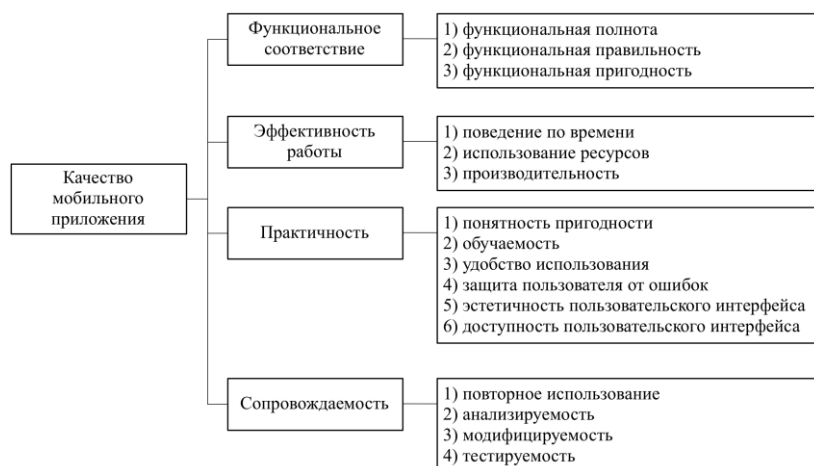 Качество
мобильного
приложения
Функциональное
соответствие
1) функциональная полнота
2) функциональная правильность
3) функциональная пригодность
Эффективность
работы
1) поведение по времени
2) использование ресурсов
3) производительность
Практичность
1) понятность пригодности
2) обучаемость
3) удобство использования
4) защита пользователя от ошибок
5) эстетичность пользовательского интерфейса
6) доступность пользовательского интерфейса
Сопровождаемость
1) повторное использование
2) анализируемость
3) модифицируемость
4) тестируемость